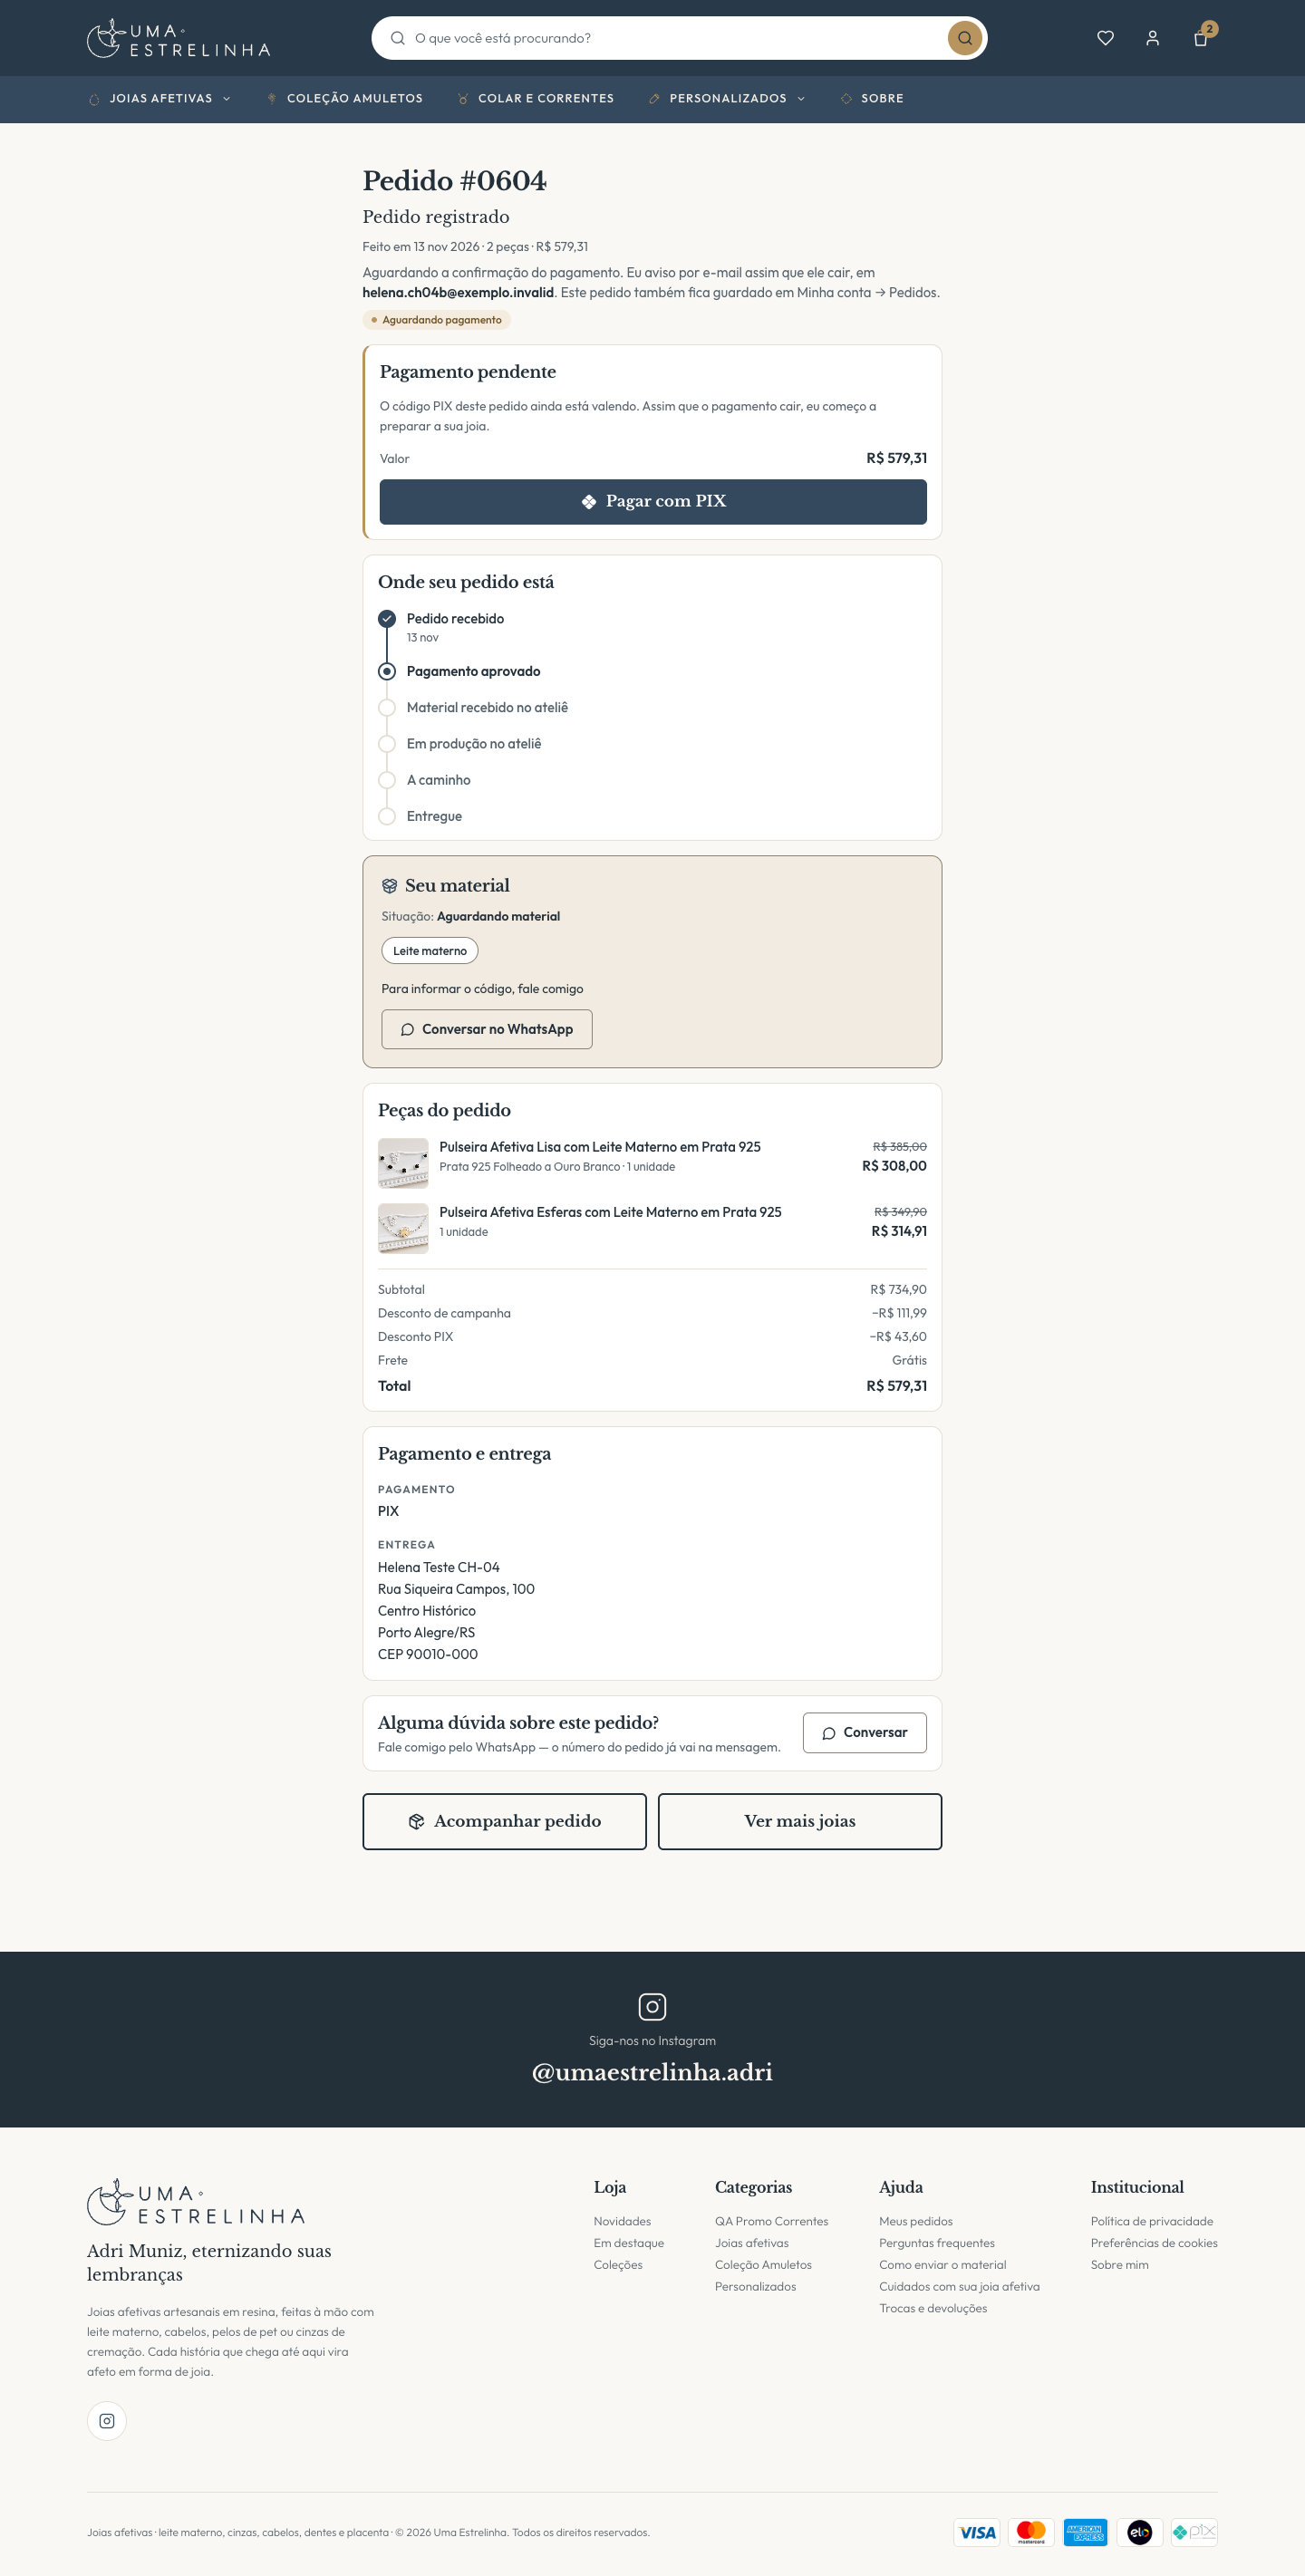 UMA
ESTRELINHA
O que você está procurando?
2
JOIAS AFETIVAS
COLEÇÃO AMULETOS
COLAR E CORRENTES
PERSONALIZADOS
SOBRE
Pedido #0604
Pedido registrado
Feito em 13 nov 2026 · 2 peças · R$ 579,31
Aguardando a confirmação do pagamento. Eu aviso por e-mail assim que ele cair, em
helena.ch04b@exemplo.invalid. Este pedido também fica guardado em Minha conta → Pedidos.
Aguardando pagamento
Pagamento pendente
O código PIX deste pedido ainda está valendo. Assim que o pagamento cair, eu começo a
preparar a sua joia.
Valor R$ 579,31
Pagar com PIX
Onde seu pedido está
Pedido recebido
13 nov
Pagamento aprovado
Material recebido no ateliê
Em produção no ateliê
A caminho
Entregue
Seu material
Situação: Aguardando material
Leite materno
Para informar o código, fale comigo
Conversar no WhatsApp
Peças do pedido
Pulseira Afetiva Lisa com Leite Materno em Prata 925 R$ 385,00
Prata 925 Folheado a Ouro Branco · 1 unidade R$ 308,00
Pulseira Afetiva Esferas com Leite Materno em Prata 925 R$ 349,90
1 unidade R$ 314,91
Subtotal R$ 734,90
Desconto de campanha −R$ 111,99
Desconto PIX −R$ 43,60
Frete Grátis
Total R$ 579,31
Pagamento e entrega
PAGAMENTO
PIX
ENTREGA
Helena Teste CH-04
Rua Siqueira Campos, 100
Centro Histórico
Porto Alegre/RS
CEP 90010-000
Alguma dúvida sobre este pedido?
Fale comigo pelo WhatsApp — o número do pedido já vai na mensagem.
Conversar
Acompanhar pedido
Ver mais joias
Siga-nos no Instagram
@umaestrelinha.adri
UMA
ESTRELINHA
Adri Muniz, eternizando suas
lembranças
Joias afetivas artesanais em resina, feitas à mão com
leite materno, cabelos, pelos de pet ou cinzas de
cremação. Cada história que chega até aqui vira
afeto em forma de joia.
Loja
Novidades
Em destaque
Coleções
Categorias
QA Promo Correntes
Joias afetivas
Coleção Amuletos
Personalizados
Ajuda
Meus pedidos
Perguntas frequentes
Como enviar o material
Cuidados com sua joia afetiva
Trocas e devoluções
Institucional
Política de privacidade
Preferências de cookies
Sobre mim
Joias afetivas · leite materno, cinzas, cabelos, dentes e placenta · © 2026 Uma Estrelinha. Todos os direitos reservados.
VISA
mastercard
AMERICAN
EXPRESS
elo
pix